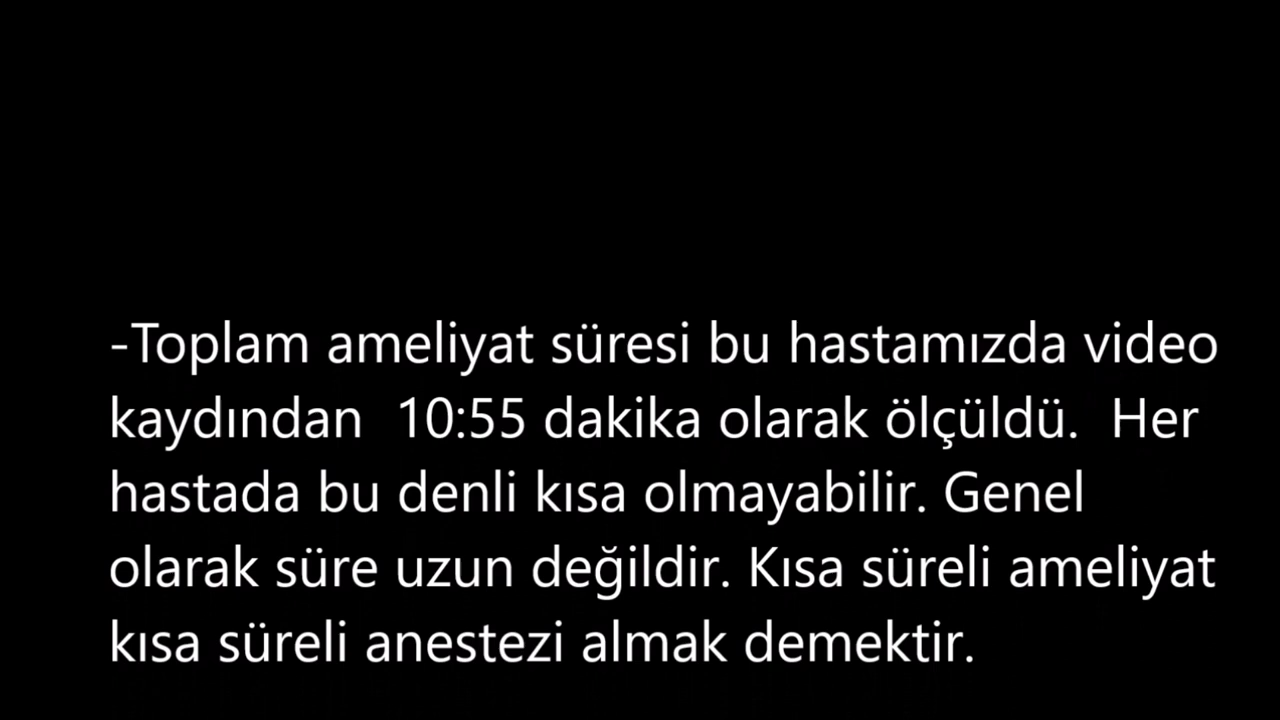 -Toplam ameliyat süresi bu hastamızda video
kaydından  10:55 dakika olarak ölçüldü.  Her
hastada bu denli kısa olmayabilir. Genel
olarak süre uzun değildir. Kısa süreli ameliyat
kısa süreli anestezi almak demektir.